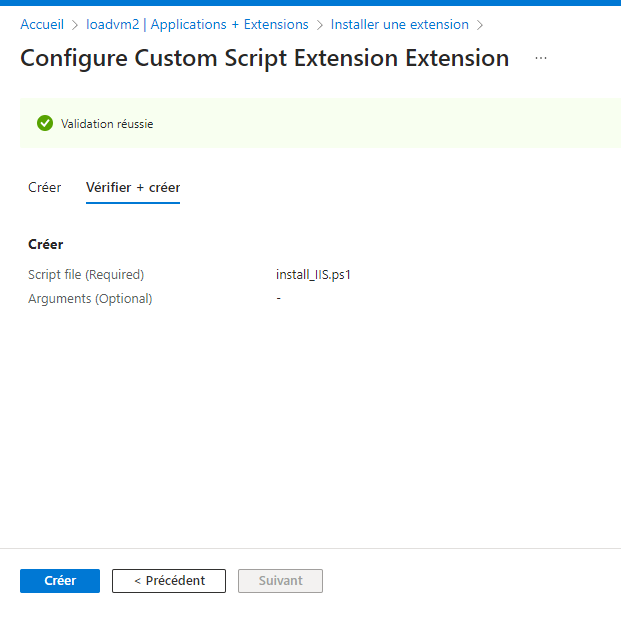 Accueil > loadvm2 | Applications + Extensions > Installer une extension >
Configure Custom Script Extension Extension ...
Validation réussie
Créer Vérifier + créer
Créer
Script file (Required) install_IIS.ps1
Arguments (Optional) -
Créer < Précédent Suivant